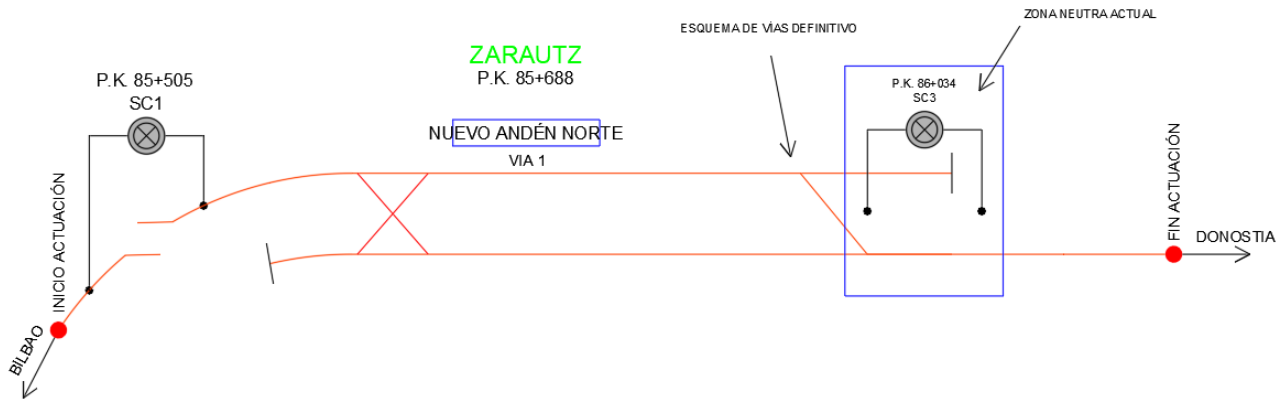 ZONA NEUTRA ACTUAL
ESQUEMA DE VÍAS DEFINITIVO
ZARAUTZ
P.K. 85+688
P.K. 85+505
SC1
P.K. 86+034
SC3
NUEVO ANDÉN NORTE
VIA 1
INICIO ACTUACIÓN
FIN ACTUACIÓN
DONOSTIA
BILBAO